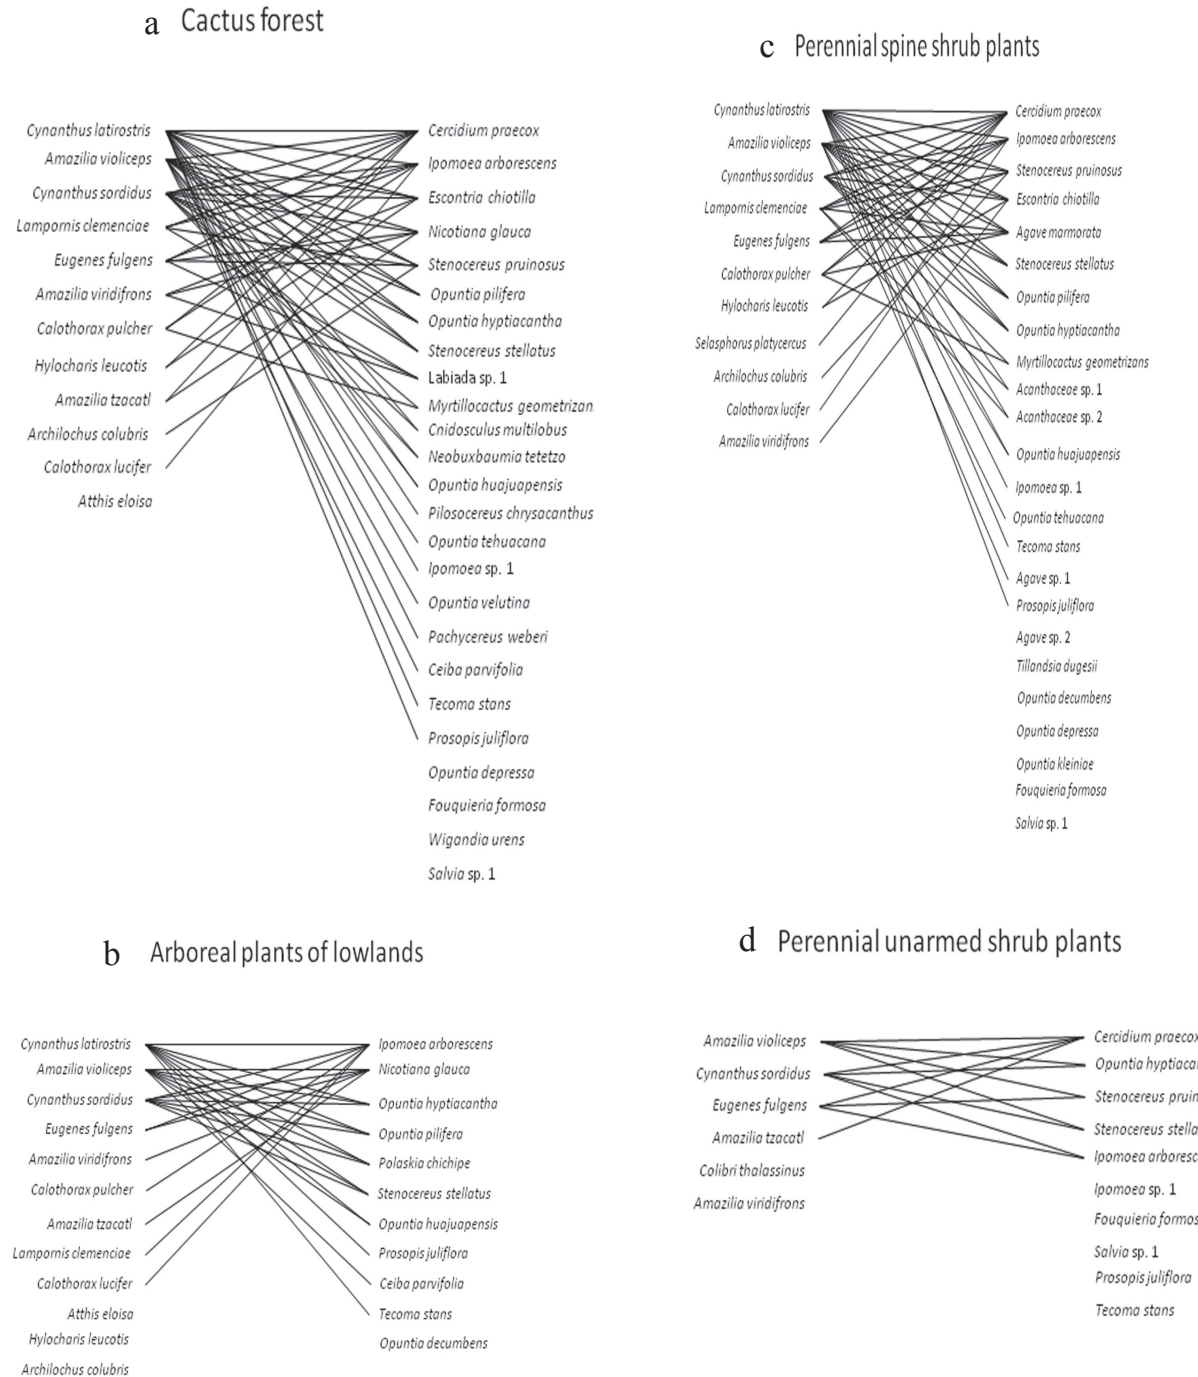 a Cactus forest
Cynanthus latirostris
Amazilia violiceps
Cynanthus sordidus
Lampornis clemenciae
Eugenes fulgens
Amazilia viridifrons
Calothorax pulcher
Hylocharis leucotis
Amazilia tzacatl
Archilochus colubris
Calothorax lucifer
Atthis eloisa
Cercidium praecox
Ipomoea arborescens
Escontria chiotilla
Nicotiana glauca
Stenocereus pruinosus
Opuntia pilifera
Opuntia hyptiacantha
Stenocereus stellatus
Labiada sp. 1
Myrtillocactus geometrizan
Cnidosculus multilobus
Neobuxbaumia tetetzo
Opuntia huajuapensis
Pilosocereus chrysacanthus
Opuntia tehuacana
Ipomoea sp. 1
Opuntia velutina
Pachycereus weberi
Ceiba parvifolia
Tecoma stans
Prosopis juliflora
Opuntia depressa
Fouquieria formosa
Wigandia urens
Salvia sp. 1
b Arboreal plants of lowlands
Cynanthus latirostris
Amazilia violiceps
Cynanthus sordidus
Eugenes fulgens
Amazilia viridifrons
Calothorax pulcher
Amazilia tzacatl
Lampornis clemenciae
Calothorax lucifer
Atthis eloisa
Hylocharis leucotis
Archilochus colubris
Ipomoea arborescens
Nicotiana glauca
Opuntia hyptiacantha
Opuntia pilifera
Polaskia chichipe
Stenocereus stellatus
Opuntia huajuapensis
Prosopis juliflora
Ceiba parvifolia
Tecoma stans
Opuntia decumbens
c Perennial spine shrub plants
Cynanthus latirostris
Amazilia violiceps
Cynanthus sordidus
Lampornis clemenciae
Eugenes fulgens
Calothorax pulcher
Hylocharis leucotis
Selasphorus platycercus
Archilochus colubris
Calothorax lucifer
Amazilia viridifrons
Cercidium praecox
Ipomoea arborescens
Stenocereus pruinosus
Escontria chiotilla
Agave marmorata
Stenocereus stellatus
Opuntia pilifera
Opuntia hyptiacantha
Myrtillocactus geometrizans
Acanthaceae sp. 1
Acanthaceae sp. 2
Opuntia huajuapensis
Ipomoea sp. 1
Opuntia tehuacana
Tecoma stans
Agave sp. 1
Prosopis juliflora
Agave sp. 2
Tillandsia dugesii
Opuntia decumbens
Opuntia depressa
Opuntia kleiniae
Fouquieria formosa
Salvia sp. 1
d Perennial unarmed shrub plants
Amazilia violiceps
Cynanthus sordidus
Eugenes fulgens
Amazilia tzacatl
Colibri thalassinus
Amazilia viridifrons
Cercidium praecox
Opuntia hyptiacan
Stenocereus pruin
Stenocereus stella
Ipomoea arboresc
Ipomoea sp. 1
Fouquieria formos
Salvia sp. 1
Prosopis juliflora
Tecoma stans